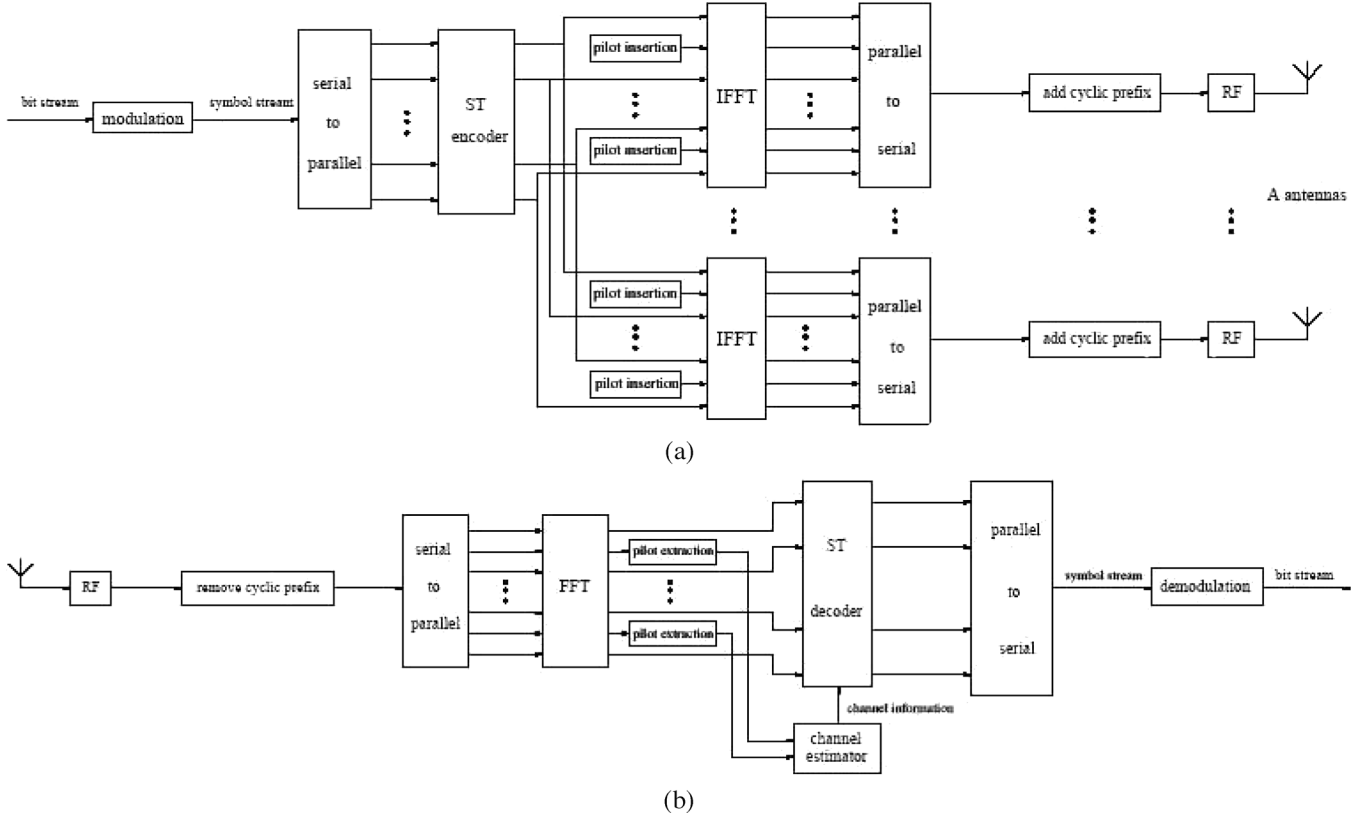 bit stream
modulation
symbol stream
serial
to
parallel
ST
encoder
pilot insertion
pilot insertion
IFFT
parallel
to
serial
add cyclic prefix
RF
A antennas
pilot insertion
pilot insertion
IFFT
parallel
to
serial
add cyclic prefix
RF
(a)
RF
remove cyclic prefix
serial
to
parallel
FFT
pilot extraction
pilot extraction
ST
decoder
channel information
channel
estimator
parallel
to
serial
symbol stream
demodulation
bit stream
(b)